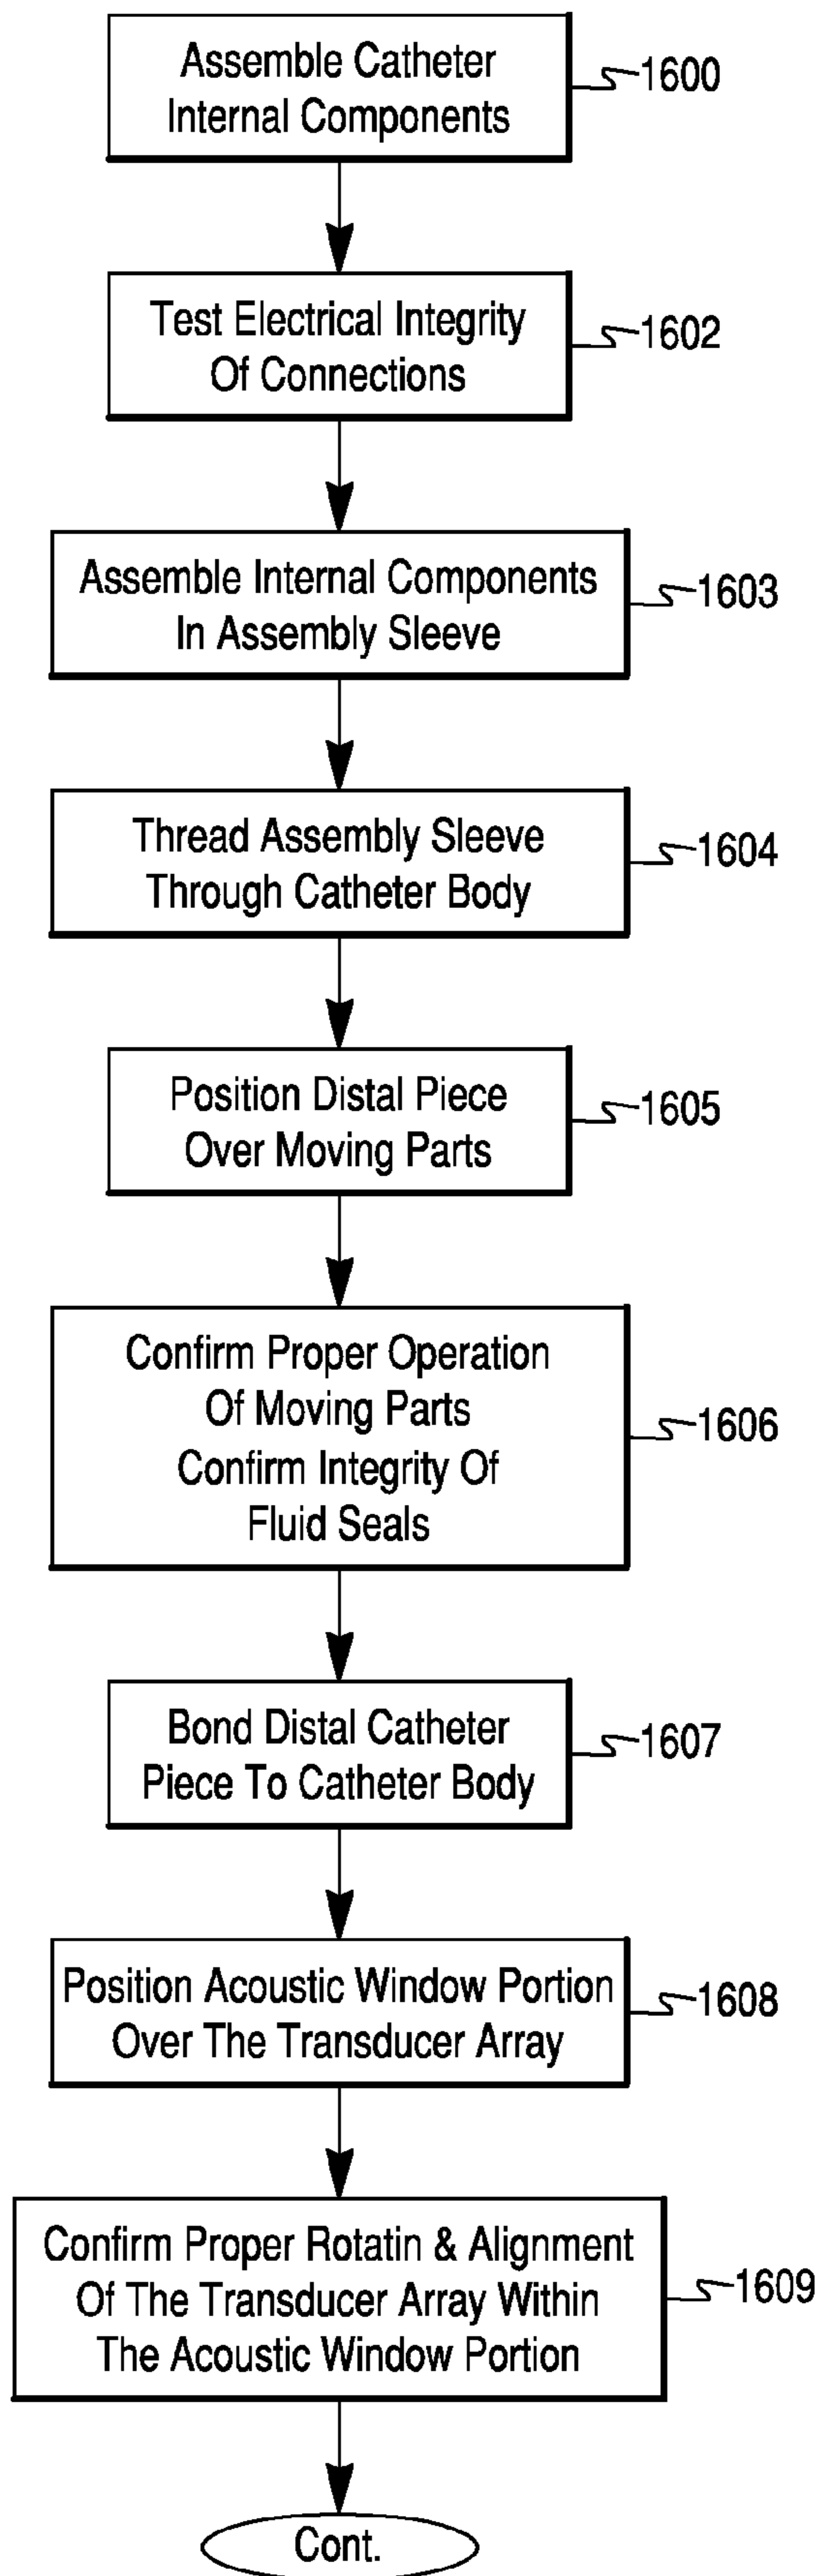 Assemble Catheter
Internal Components
1600
Test Electrical Integrity
Of Connections
1602
Assemble Internal Components
In Assembly Sleeve
1603
Thread Assembly Sleeve
Through Catheter Body
1604
Position Distal Piece
Over Moving Parts
1605
Confirm Proper Operation
Of Moving Parts
Confirm Integrity Of
Fluid Seals
1606
Bond Distal Catheter
Piece To Catheter Body
1607
Position Acoustic Window Portion
Over The Transducer Array
1608
Confirm Proper Rotatin & Alignment
Of The Transducer Array Within
The Acoustic Window Portion
1609
Cont.